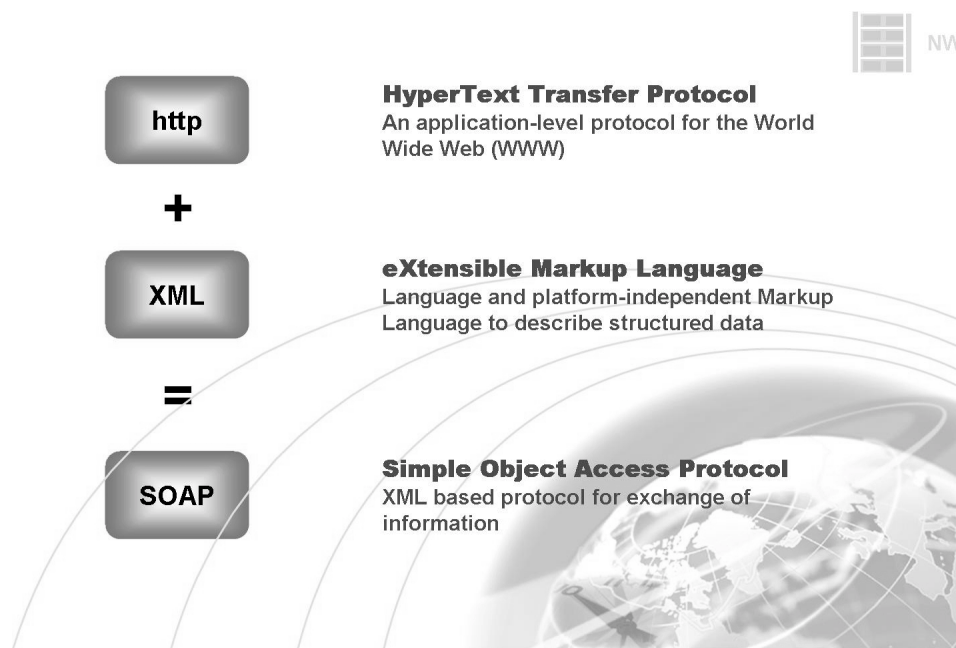 NW
http
HyperText Transfer Protocol
An application-level protocol for the World
Wide Web (WWW)
+
XML
eXtensible Markup Language
Language and platform-independent Markup
Language to describe structured data
=
SOAP
Simple Object Access Protocol
XML based protocol for exchange of
information